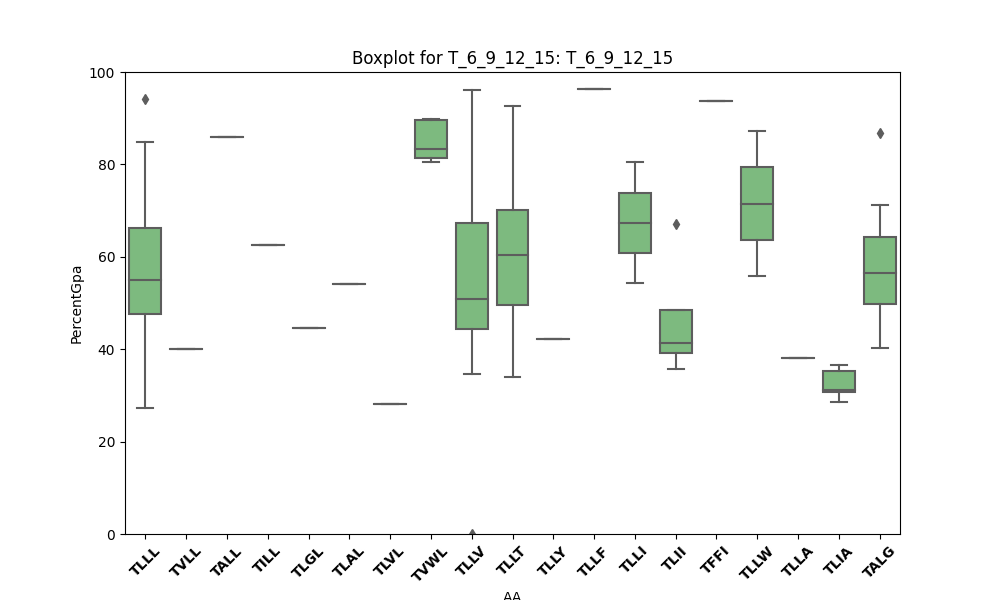 Boxplot for T_6_9_12_15: T_6_9_12_15
100
80
60
40
20
0
PercentGpa
TLLL TVLL TALL TILL TLGL TLAL TLVL TVWL TLLV TLLT TLLY TLLF TLLI TLII TFFI TLLW TLLA TLIA TALG
AA